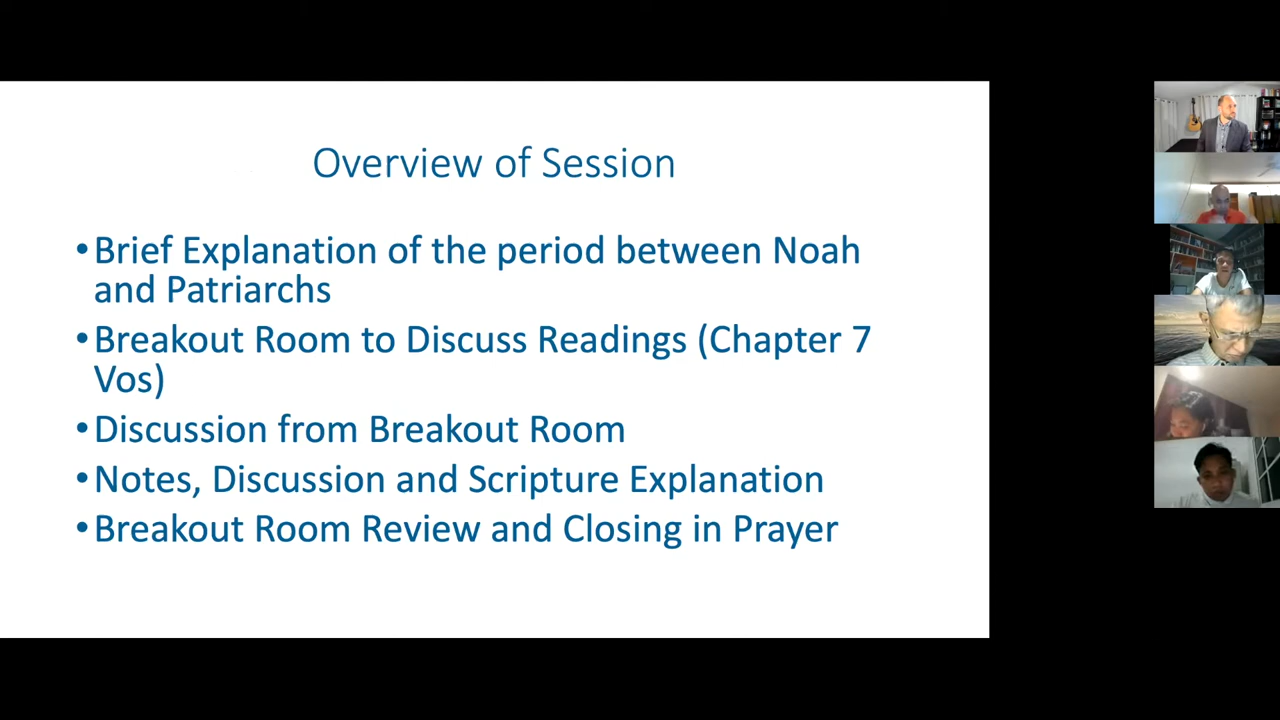 Overview of Session
•Brief Explanation of the period between Noah
and Patriarchs
•Breakout Room to Discuss Readings (Chapter 7
Vos)
•Discussion from Breakout Room
•Notes, Discussion and Scripture Explanation
•Breakout Room Review and Closing in Prayer